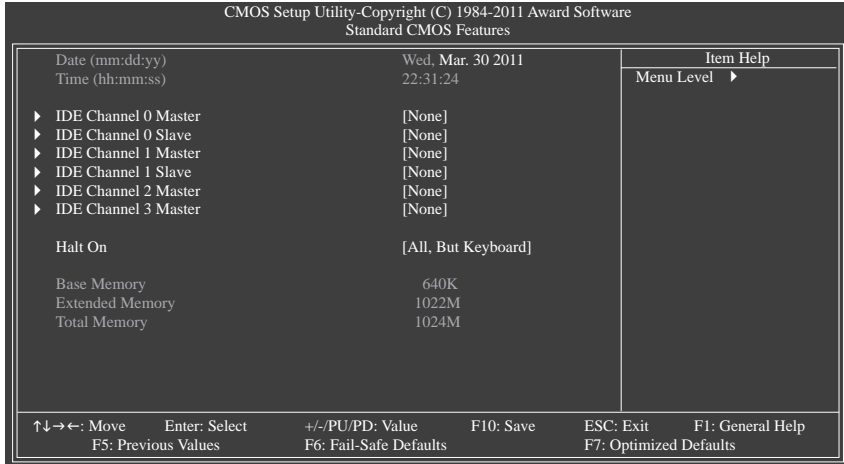 CMOS Setup Utility-Copyright (C) 1984-2011 Award Software
Standard CMOS Features
Date (mm:dd:yy) Wed, Mar. 30 2011
Time (hh:mm:ss) 22:31:24
IDE Channel 0 Master [None]
IDE Channel 0 Slave [None]
IDE Channel 1 Master [None]
IDE Channel 1 Slave [None]
IDE Channel 2 Master [None]
IDE Channel 3 Master [None]
Halt On [All, But Keyboard]
Base Memory 640K
Extended Memory 1022M
Total Memory 1024M
Item Help
Menu Level
↑↓→←: Move Enter: Select +/-/PU/PD: Value F10: Save ESC: Exit F1: General Help
F5: Previous Values F6: Fail-Safe Defaults F7: Optimized Defaults